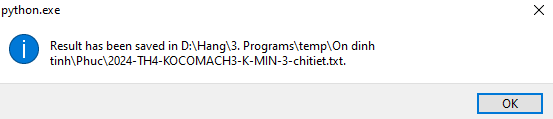 python.exe
Result has been saved in D:\Hang\3. Programs\temp\On dinh
tinh\Phuc\2024-TH4-KOCOMACH3-K-MIN-3-chitiet.txt.
OK